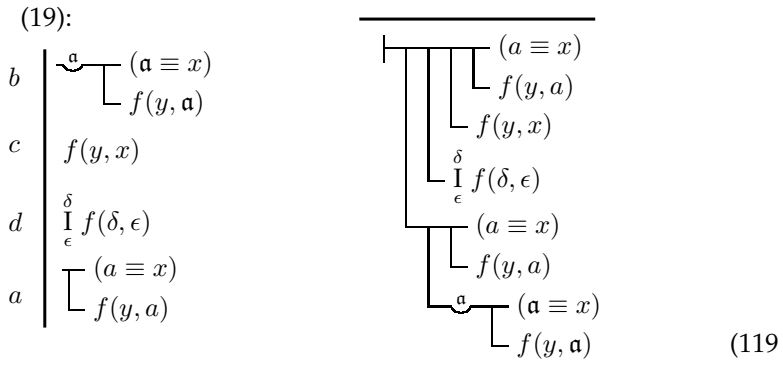 (19):
b 𝔞 (𝔞 ≡ x)
f(y, 𝔞)
c f(y, x)
d δ I ϵ f(δ, ϵ)
a (a ≡ x)
f(y, a)
(a ≡ x)
f(y, a)
f(y, x)
δ
I f(δ, ϵ)
ϵ
(a ≡ x)
f(y, a)
𝔞 (𝔞 ≡ x)
f(y, 𝔞)
(119